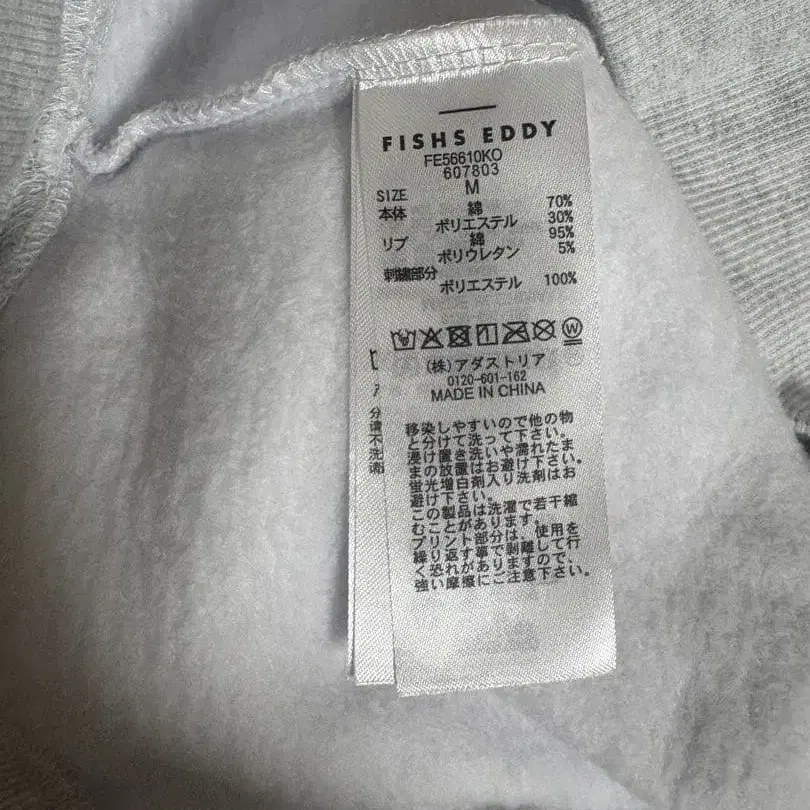 FISHS EDDY
FE56610KO
607803
SIZE M
本体 綿 70%
ポリエステル 30%
リブ 綿 95%
ポリウレタン 5%
刺繍部分
ポリエステル 100%
W
(株)アダストリア
0120-601-162
MADE IN CHINA
移染しやすいので他の物
と分けて洗って下さい。
浸け置き洗いや濡れたま
まの放置はお避け下さい。
蛍光増白剤入り洗剤はお
避け下さい。
この製品は洗濯で若干縮
むことがあります。
プリント部分は、使用を
繰り返す事で剥離して行
く恐れがありますので、
強い摩擦にご注意下さい。